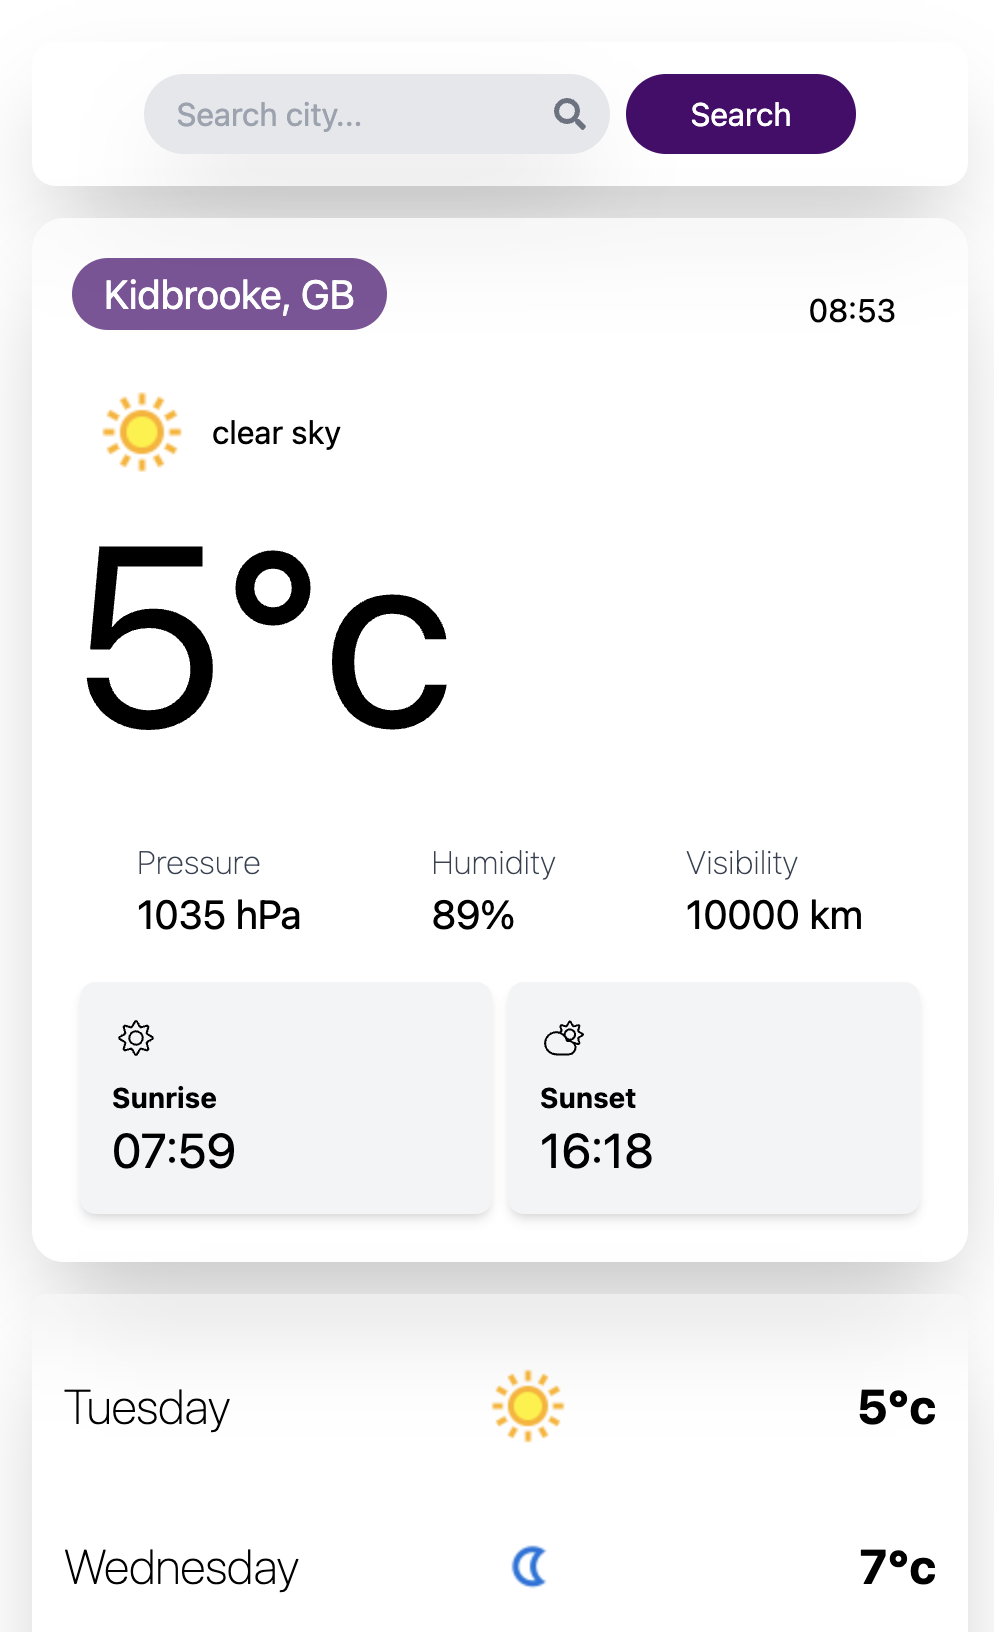 Search city...
Search
Kidbrooke, GB
08:53
clear sky
5°c
Pressure
Humidity
Visibility
1035 hPa
89%
10000 km
Sunrise
Sunset
07:59
16:18
Tuesday
5°c
Wednesday
7°c